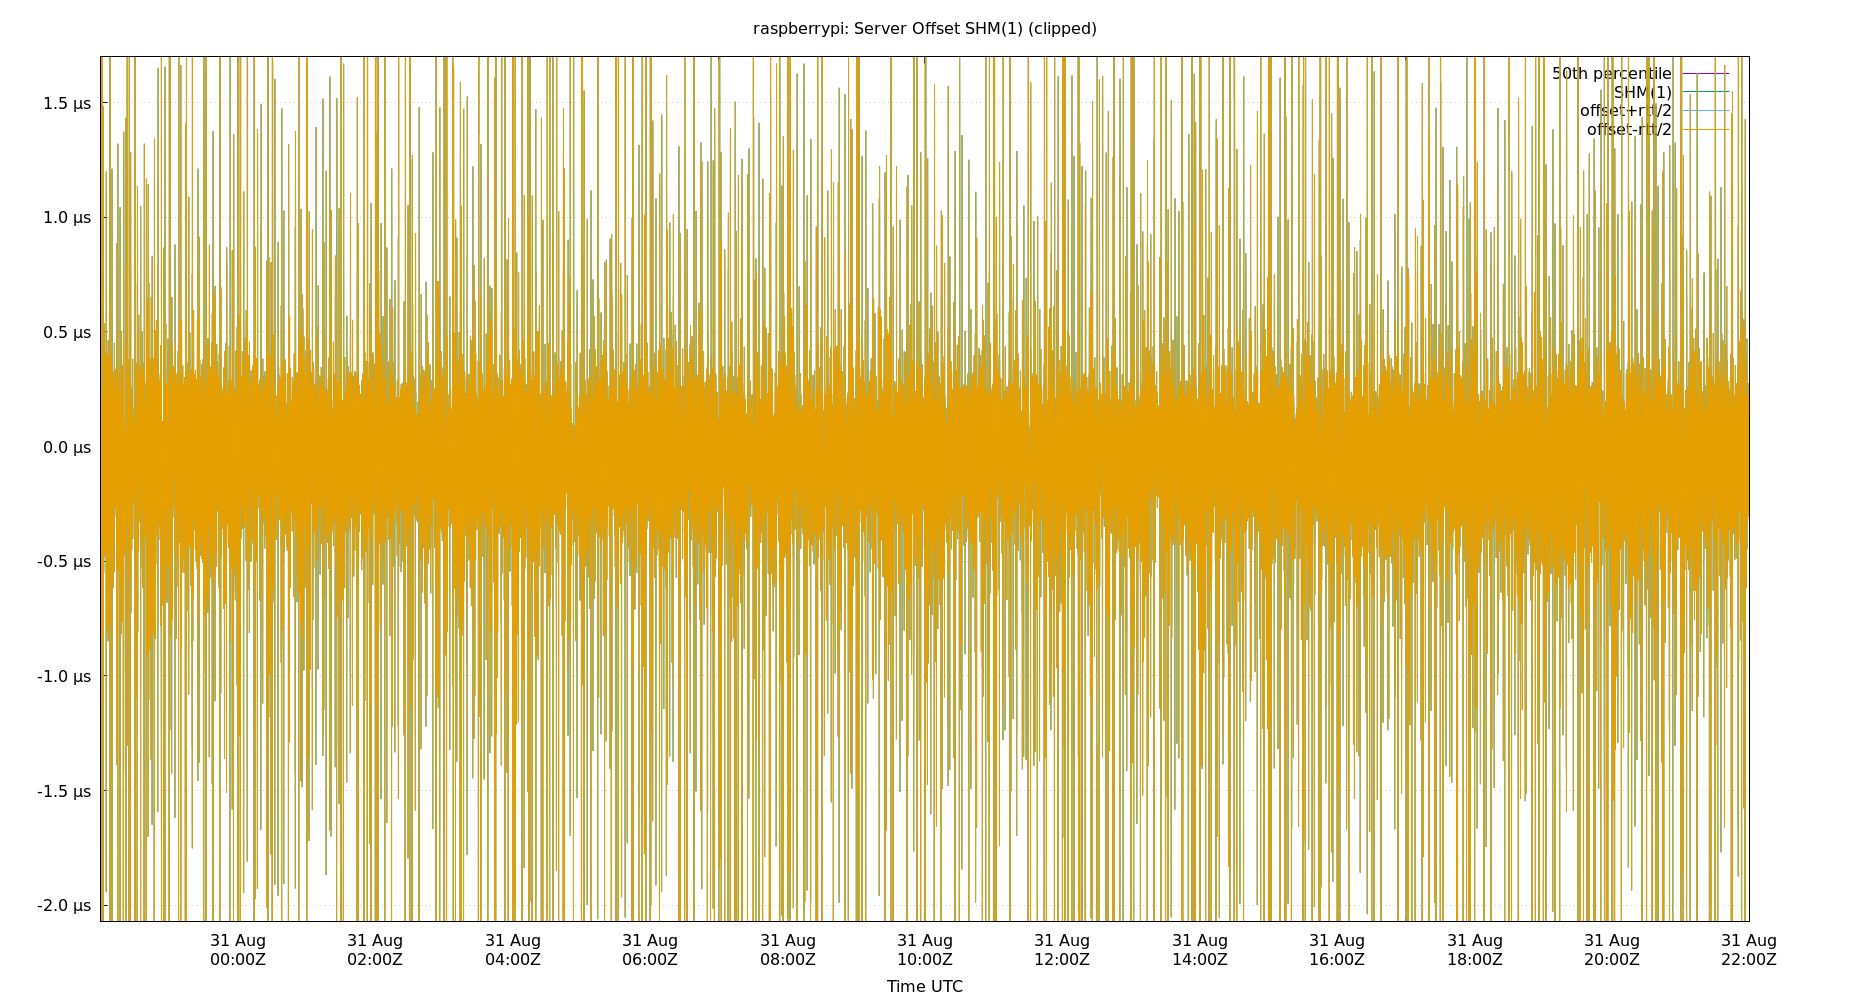 raspberrypi: Server Offset SHM(1) (clipped)
50th percentile
SHM(1)
offset+rtt/2
offset-rtt/2
1.5 µs
1.0 µs
0.5 µs
0.0 µs
-0.5 µs
-1.0 µs
-1.5 µs
-2.0 µs
31 Aug 31 Aug 31 Aug 31 Aug 31 Aug 31 Aug 31 Aug 31 Aug 31 Aug 31 Aug 31 Aug 31 Aug
00:00Z 02:00Z 04:00Z 06:00Z 08:00Z 10:00Z 12:00Z 14:00Z 16:00Z 18:00Z 20:00Z 22:00Z
Time UTC